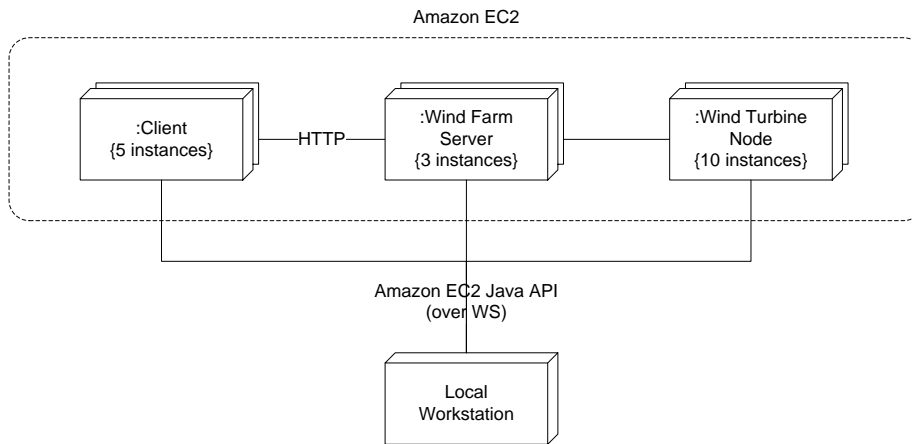 Amazon EC2
:Client
{5 instances}
HTTP
:Wind Farm
Server
{3 instances}
:Wind Turbine
Node
{10 instances}
Amazon EC2 Java API
(over WS)
Local
Workstation